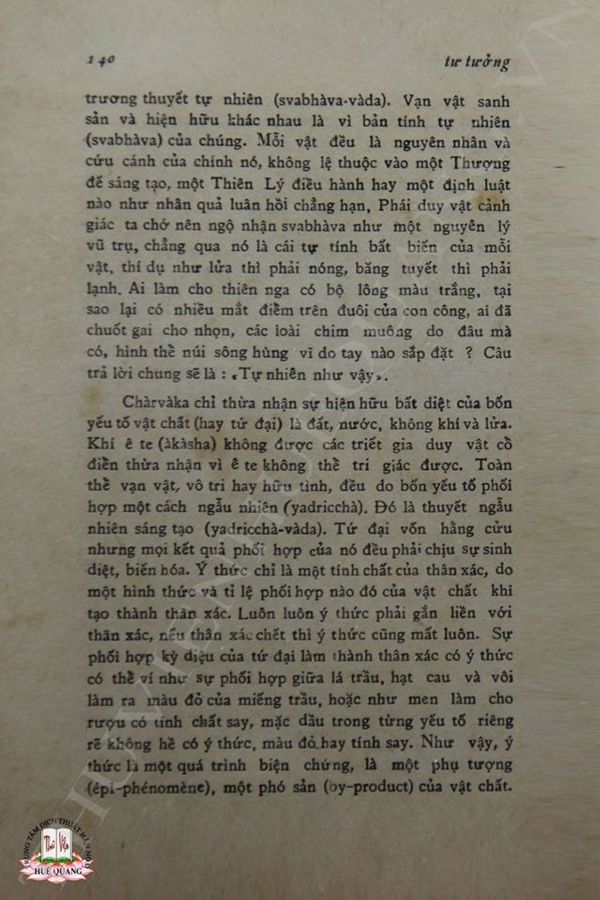 140
tư tưởng
trương thuyết tự nhiên (svabhàva-vàda). Vạn vật sanh
sản và hiện hữu khác nhau là vì bản tính tự nhiên
(svabhàva) của chúng. Mỗi vật đều là nguyên nhân và
cứu cánh của chính nó, không lệ thuộc vào một Thượng
đế sáng tạo, một Thiên Lý điều hành hay một định luật
nào như nhân quả luân hồi chẳng hạn, Phái duy vật cảnh
giác ta chớ nên ngộ nhận svabhàva như một nguyên lý
vũ trụ, chẳng qua nó là cái tự tính bất biến của mỗi
vật, thí dụ như lửa thì phải nóng, băng tuyết thì phải
lạnh. Ai làm cho thiên nga có bộ lông màu trắng, tại
sao lại có nhiều mắt điểm trên đuôi của con công, ai đã
chuốt gai cho nhọn, các loài chim muông do đâu mà
có, hình thể núi sông hùng vĩ do tay nào sắp đặt ? Câu
trả lời chung sẽ là : «Tự nhiên như vậy».
Chàrvàka chỉ thừa nhận sự hiện hữu bất diệt của bốn
yếu tố vật chất (hay tứ đại) là đất, nước, không khí và lửa.
Khí ê te (àkàsha) không được các triết gia duy vật cổ
điển thừa nhận vì ê te không thể tri giác được. Toàn
thể vạn vật, vô tri hay hữu tình, đều do bốn yếu tố phối
hợp một cách ngẫu nhiên (yadricchà). Đó là thuyết ngẫu
nhiên sáng tạo (yadricchà-vàda). Tứ đại vốn hằng cửu
nhưng mọi kết quả phối hợp của nó đều phải chịu sự sinh
diệt, biến hóa. Ý thức chỉ là một tính chất của thân xác, do
một hình thức và tỉ lệ phối hợp nào đó của vật chất khi
tạo thành thân xác. Luôn luôn ý thức phải gắn liền với
thân xác, nếu thân xác chết thì ý thức cũng mất luôn. Sự
phối hợp kỳ diệu của tứ đại làm thành thân xác có ý thức
có thể ví như sự phối hợp giữa lá trầu, hạt cau và vôi
làm ra màu đỏ của miếng trầu, hoặc như men làm cho
rượu có tính chất say, mặc dầu trong từng yếu tố riêng
rẽ không hề có ý thức, màu đỏ hay tính say. Như vậy, ý
thức là một quá trình biện chứng, là một phụ tượng
(épi-phénomène), một phó sản (by-product) của vật chất.
TRUNG TÂM DỊCH THUẬT HÁN NÔM
HUỆ QUANG